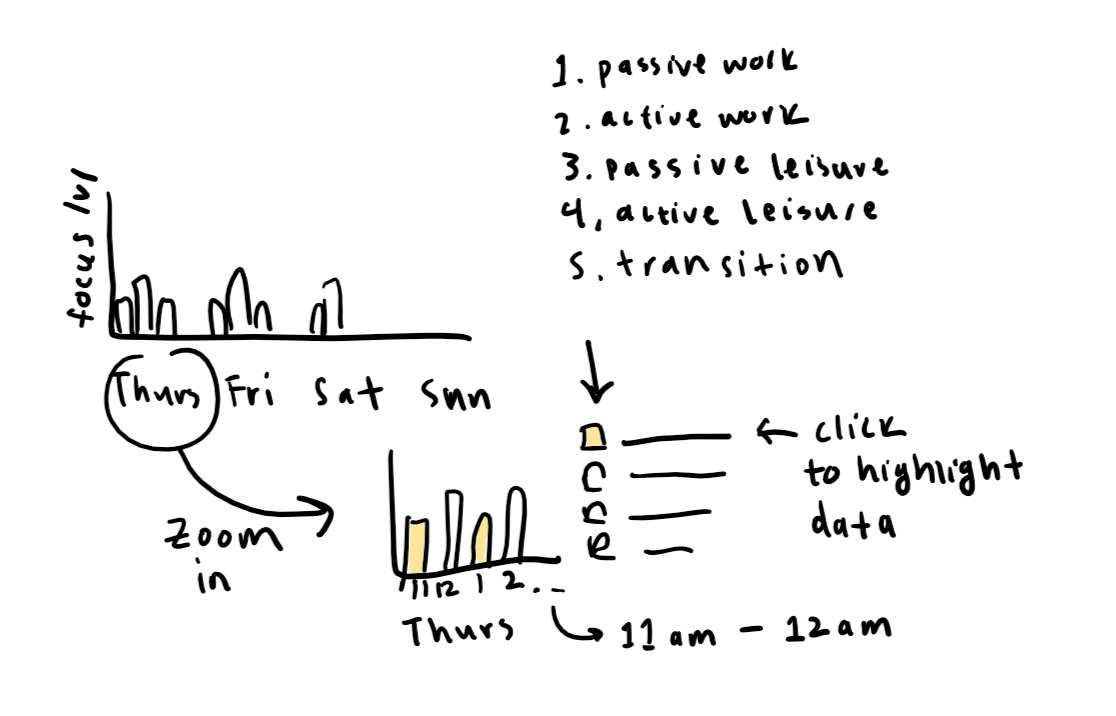 1. passive work
2. active work
3. passive leisure
4, active leisure
5. transition
focus lvl
Thurs Fri Sat Sun
zoom
in
click
to highlight
data
11 12 1 2 . --
Thurs
11 am - 12 am